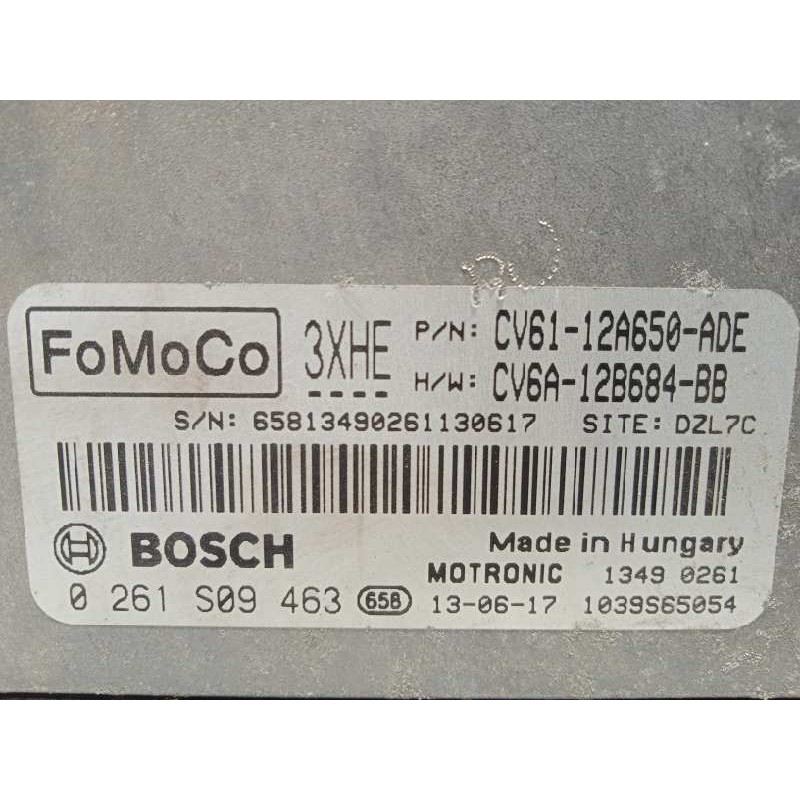 FoMoCo
3XHE
P/N: CV61-12A650-ADE
H/W: CV6A-12B684-BB
S/N: 65813490261130617 SITE: DZL7C
BOSCH
Made in Hungary
MOTRONIC 1349 0261
0 261 S09 463 658 13-06-17 1039S65054